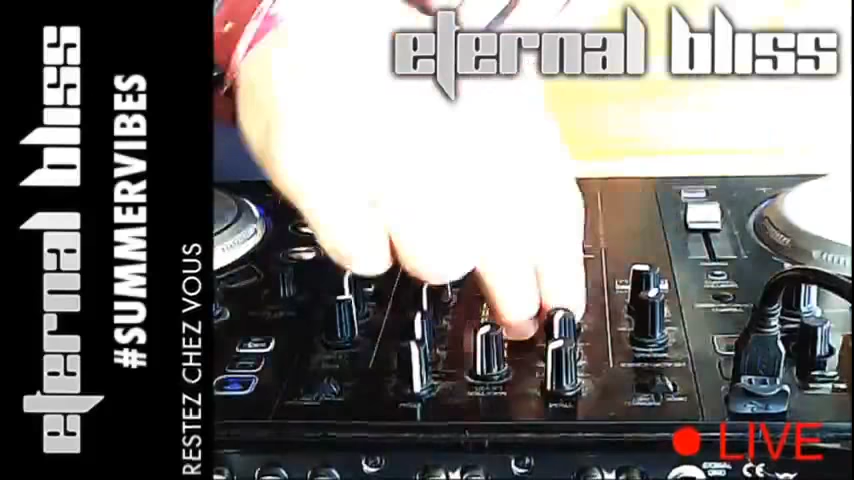 eternal bliss
#SUMMERVIBES
RESTEZ CHEZ VOUS
eternal bliss
LIVE